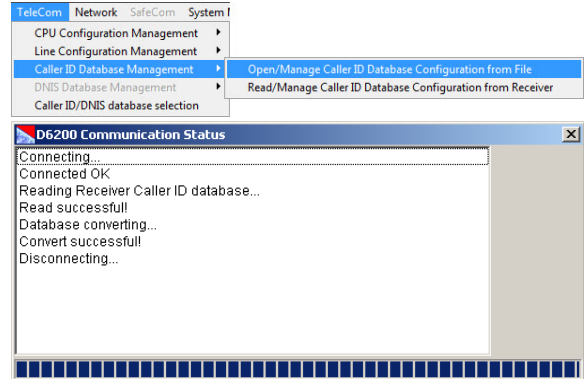 TeleCom Network SafeCom System
CPU Configuration Management
Line Configuration Management
Caller ID Database Management Open/Manage Caller ID Database Configuration from File
DNIS Database Management Read/Manage Caller ID Database Configuration from Receiver
Caller ID/DNIS database selection
D6200 Communication Status
Connecting...
Connected OK
Reading Receiver Caller ID database...
Read successful!
Database converting...
Convert successful!
Disconnecting...